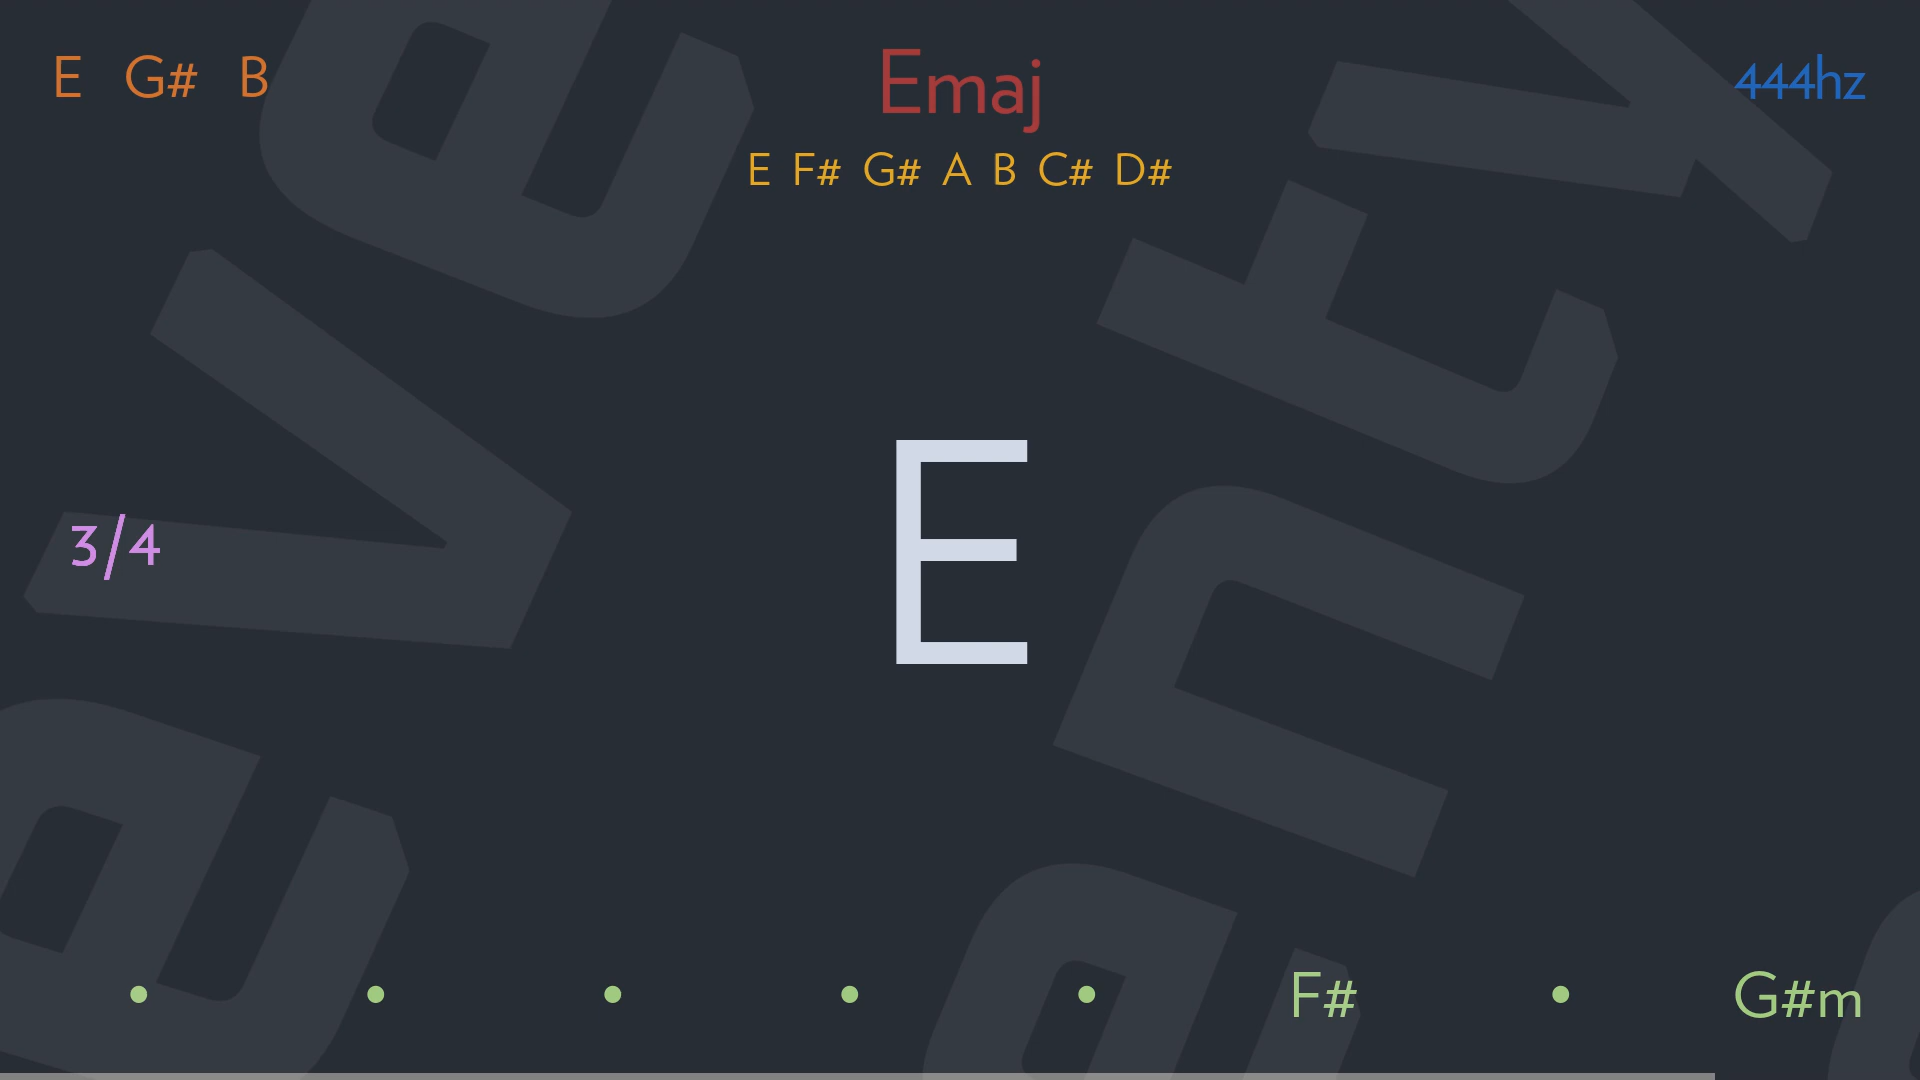 E G# B
Emaj
444hz
E F# G# A B C# D#
3/4
E
• • • • • F# • G#m